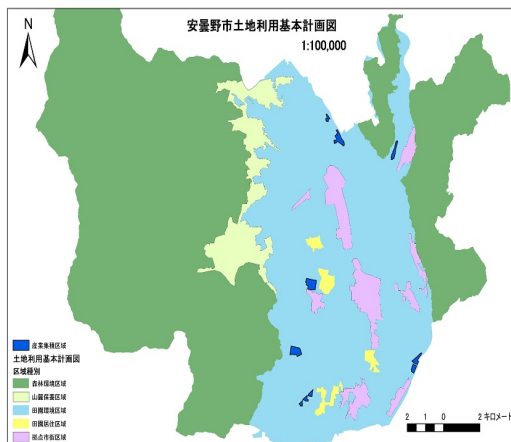 安曇野市土地利用基本計画図
1:100,000
N
産業集積区域
土地利用基本計画図
区域種別
森林環境区域
山麓保養区域
田園環境区域
田園居住区域
拠点市街区域
2 1 0 2 キロメートル